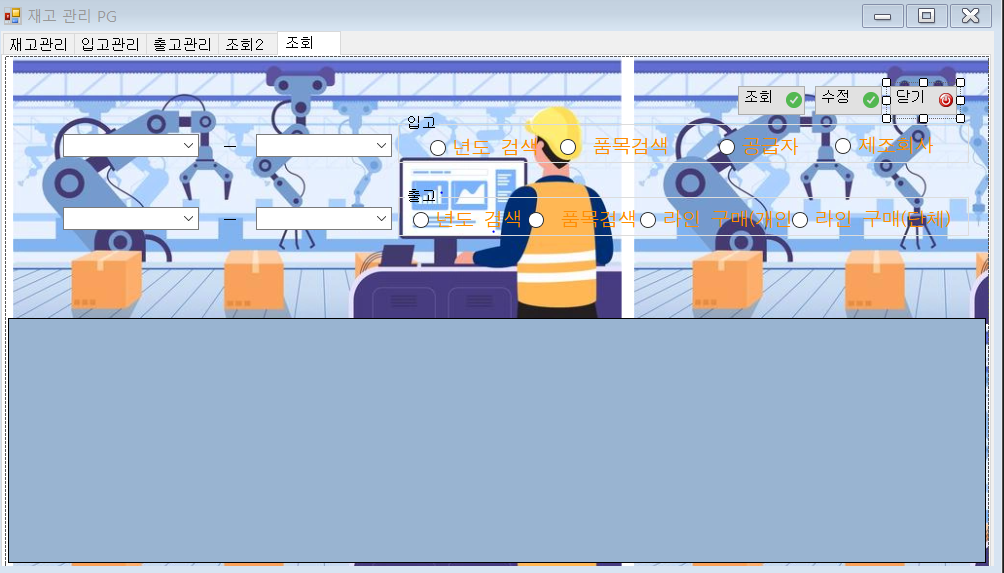 재고 관리 PG
재고관리 입고관리 출고관리 조회2 조회
조회 수정 닫기
입고
년도 검색 품목검색 공급자 제조회사
출고
년도 검색 품목검색 라인 구매(개인 라인 구매(단체)